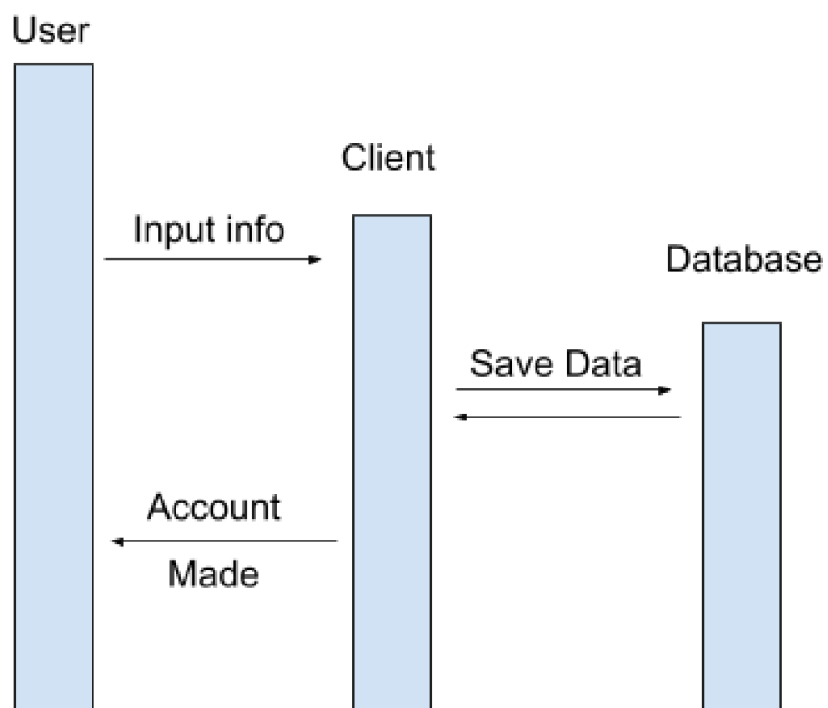 User
Client
Input info
Database
Save Data
Account
Made